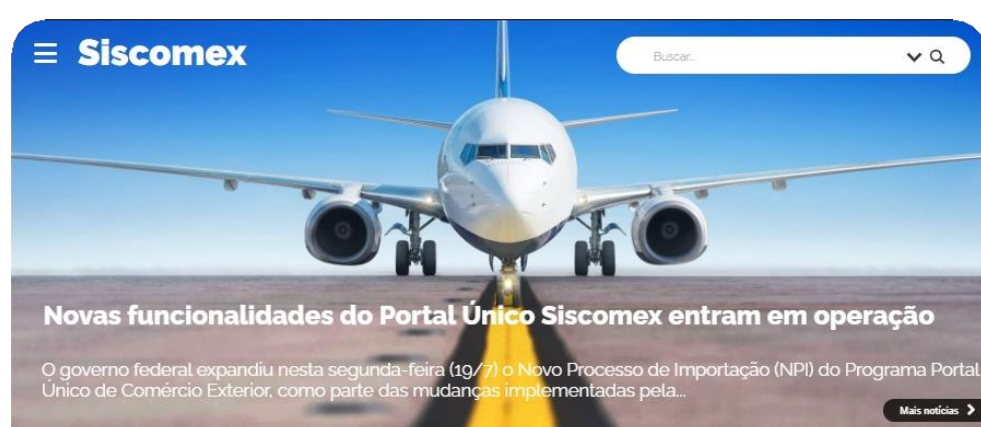 Siscomex
Buscar...
Novas funcionalidades do Portal Único Siscomex entram em operação
O governo federal expandiu nesta segunda-feira (19/7) o Novo Processo de Importação (NPI) do Programa Portal
Único de Comércio Exterior, como parte das mudanças implementadas pela...
Mais notícias